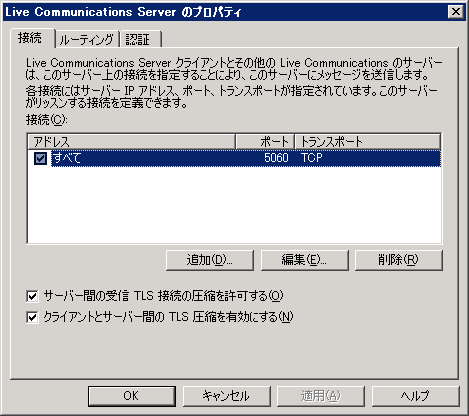 Live Communications Server のプロパティ
接続 ルーティング 認証
Live Communications Server クライアントとその他の Live Communications のサーバー
は、このサーバー上の接続を指定することにより、このサーバーにメッセージを送信します。
各接続にはサーバー IP アドレス、ポート、トランスポートが指定されています。このサーバー
がリッスンする接続を定義できます。
接続(C):
アドレス ポート トランスポート
すべて 5060 TCP
追加(D)... 編集(E)... 削除(R)
サーバー間の受信 TLS 接続の圧縮を許可する(O)
クライアントとサーバー間の TLS 圧縮を有効にする(N)
OK キャンセル 適用(A) ヘルプ